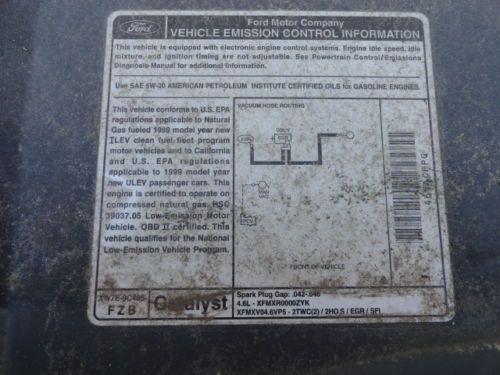 Ford
Ford Motor Company
VEHICLE EMISSION CONTROL INFORMATION
This vehicle is equipped with electronic engine control systems. Engine idle speed, idle
mixture, and ignition timing are not adjustable. See Powertrain Control/Emissions
Diagnosis Manual for additional information.
Use SAE 5W-30 AMERICAN PETROLEUM INSTITUTE CERTIFIED OILS for GASOLINE ENGINES.
This vehicle conforms to U.S. EPA
regulations applicable to Natural
Gas fueled 1999 model year new
ILEV clean fuel fleet program
motor vehicles and to California
and U.S. EPA regulations
applicable to 1999 model year
new ULEV passenger cars. This
engine is certified to operate on
compressed natural gas. HSC
39037.05 Low-Emission Motor
Vehicle. OBD II certified. This
vehicle qualifies for the National
Low-Emission Vehicle Program.
VACUUM HOSE ROUTING
FRONT OF VEHICLE
XW7E-9C485-
FZB
Catalyst
Spark Plug Gap: .042-.046
4.6L - XFMXR0000ZYK
XFMXV04.6VP5 - 2TWC(2) / 2HO2S / EGR / SFI